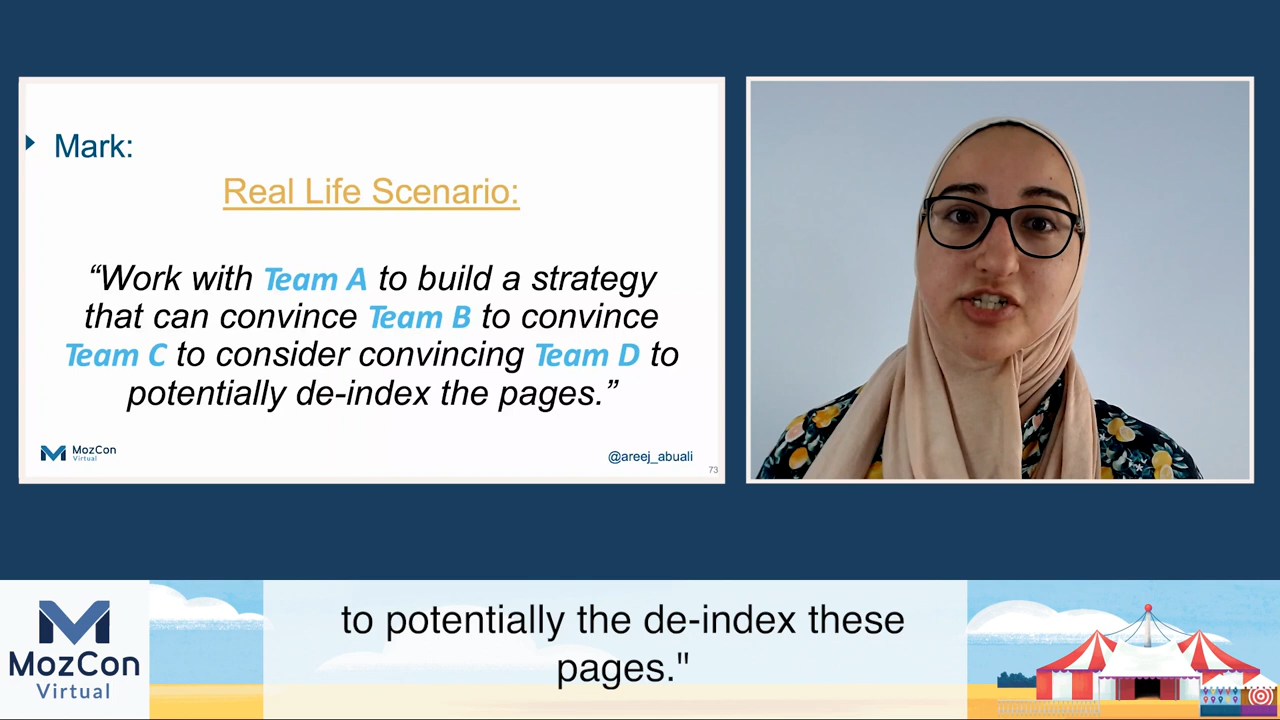 Mark:
Real Life Scenario:
“Work with Team A to build a strategy
that can convince Team B to convince
Team C to consider convincing Team D to
potentially de-index the pages.”
MozCon
Virtual
@areej_abuali
73
MozCon
Virtual
to potentially the de-index these
pages."